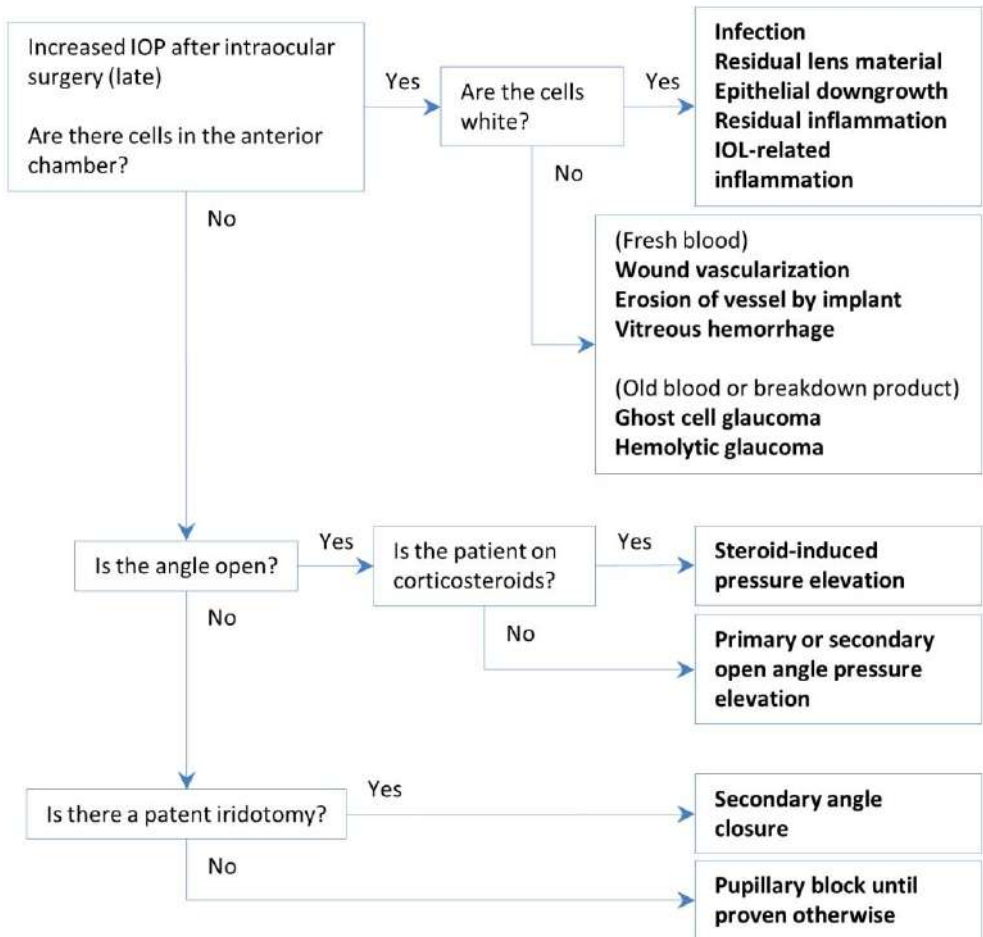 Increased IOP after intraocular
surgery (late)
Are there cells in the anterior
chamber?
Yes
Are the cells
white?
Yes
Infection
Residual lens material
Epithelial downgrowth
Residual inflammation
IOL-related
inflammation
No
(Fresh blood)
Wound vascularization
Erosion of vessel by implant
Vitreous hemorrhage
(Old blood or breakdown product)
Ghost cell glaucoma
Hemolytic glaucoma
No
Is the angle open?
Yes
Is the patient on
corticosteroids?
Yes
Steroid-induced
pressure elevation
No
Primary or secondary
open angle pressure
elevation
No
Is there a patent iridotomy?
Yes
Secondary angle
closure
No
Pupillary block until
proven otherwise